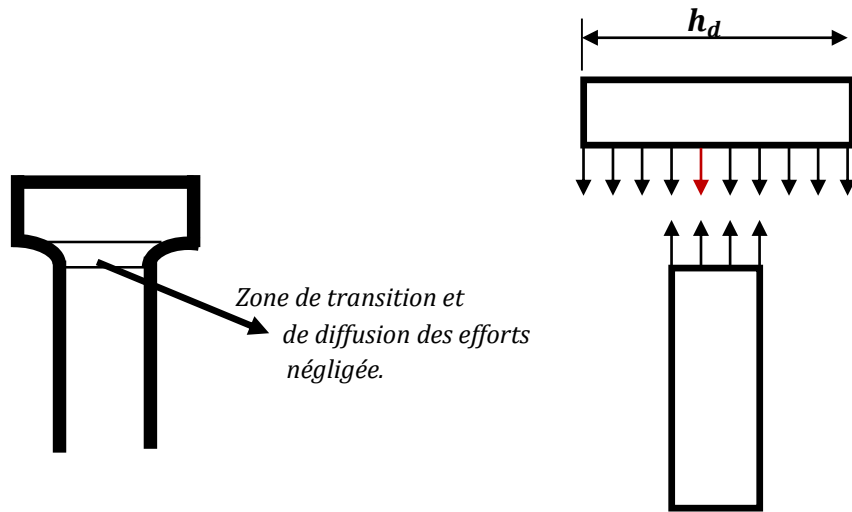 h_d
Zone de transition et
de diffusion des efforts
négligée.